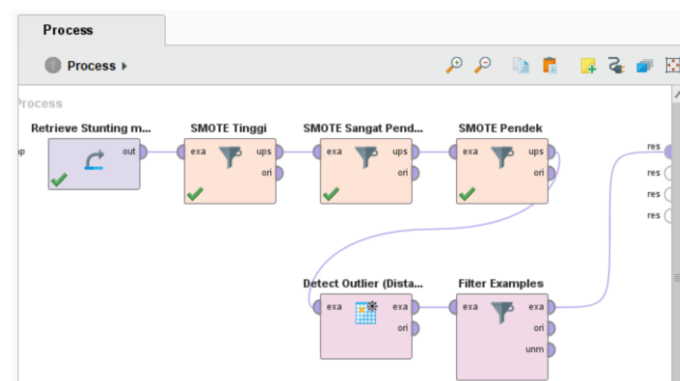 Process
Process
Process
Retrieve Stunting m...
SMOTE Tinggi
SMOTE Sangat Pend...
SMOTE Pendek
res
out
exa
ups
exa
ups
exa
ups
ori
ori
ori
res
res
res
Detect Outlier (Dista...
Filter Examples
exa
exa
exa
exa
ori
ori
unm